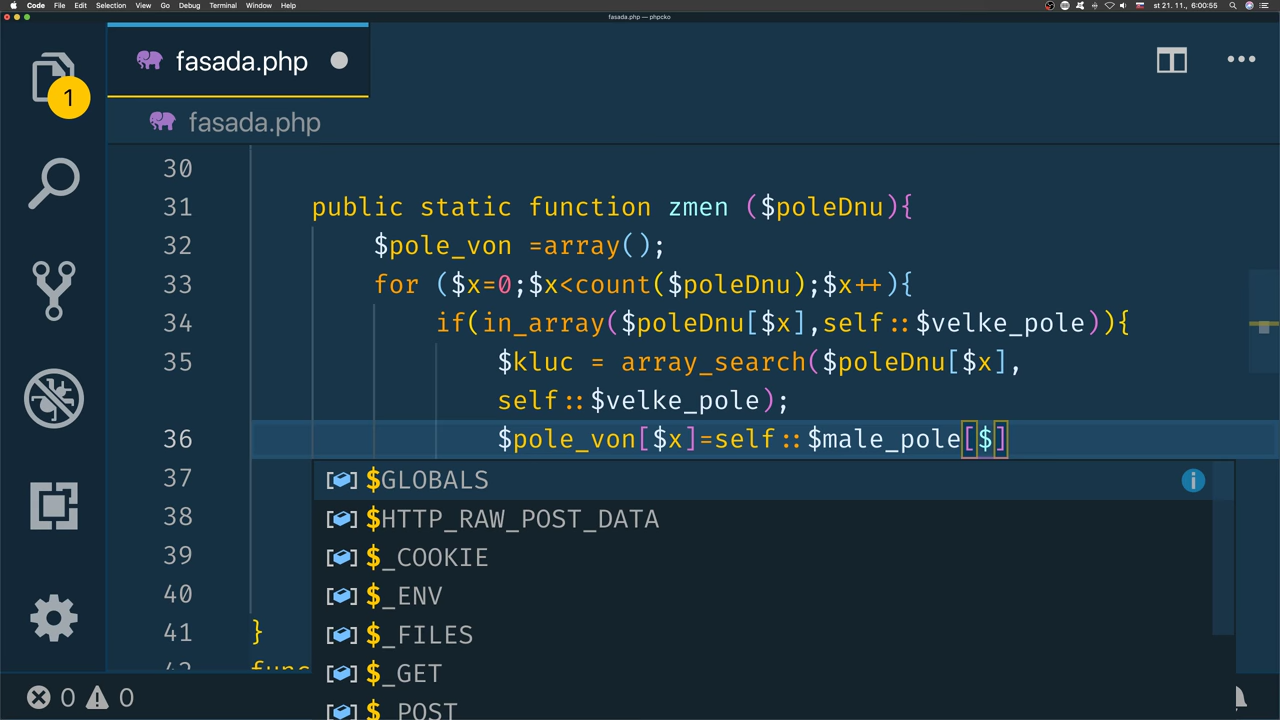 Code File Edit Selection View Go Debug Terminal Window Help st 21. 11., 6:00:55
fasada.php — phpcko
fasada.php
1
fasada.php
30
31 public static function zmen ($poleDnu){
32 $pole_von =array();
33 for ($x=0;$x<count($poleDnu);$x++){
34 if(in_array($poleDnu[$x],self::$velke_pole)){
35 $kluc = array_search($poleDnu[$x],
self::$velke_pole);
36 $pole_von[$x]=self::$male_pole[$]
37 $GLOBALS
38 $HTTP_RAW_POST_DATA
39 $_COOKIE
40 $_ENV
41 } $_FILES
42 func $_GET
0 0 $_POST